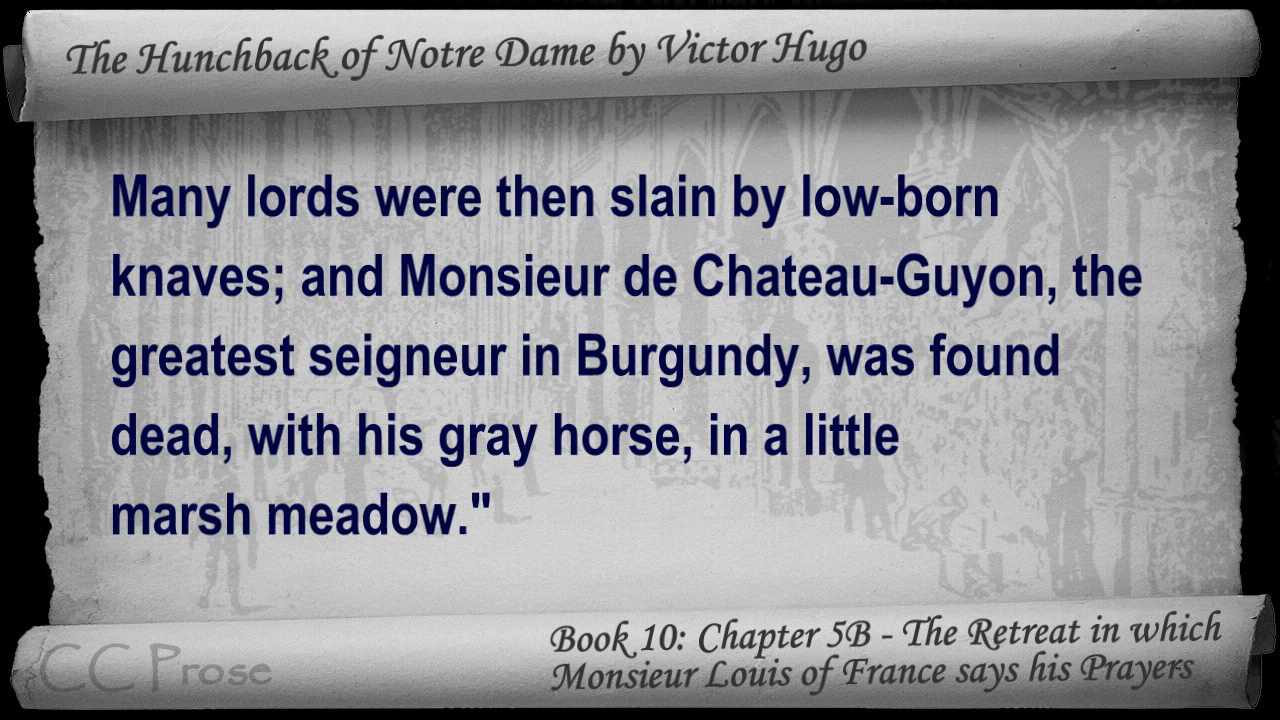 The Hunchback of Notre Dame by Victor Hugo
Many lords were then slain by low-born
knaves; and Monsieur de Chateau-Guyon, the
greatest seigneur in Burgundy, was found
dead, with his gray horse, in a little
marsh meadow."
Book 10: Chapter 5B - The Retreat in which
Monsieur Louis of France says his Prayers
CC Prose